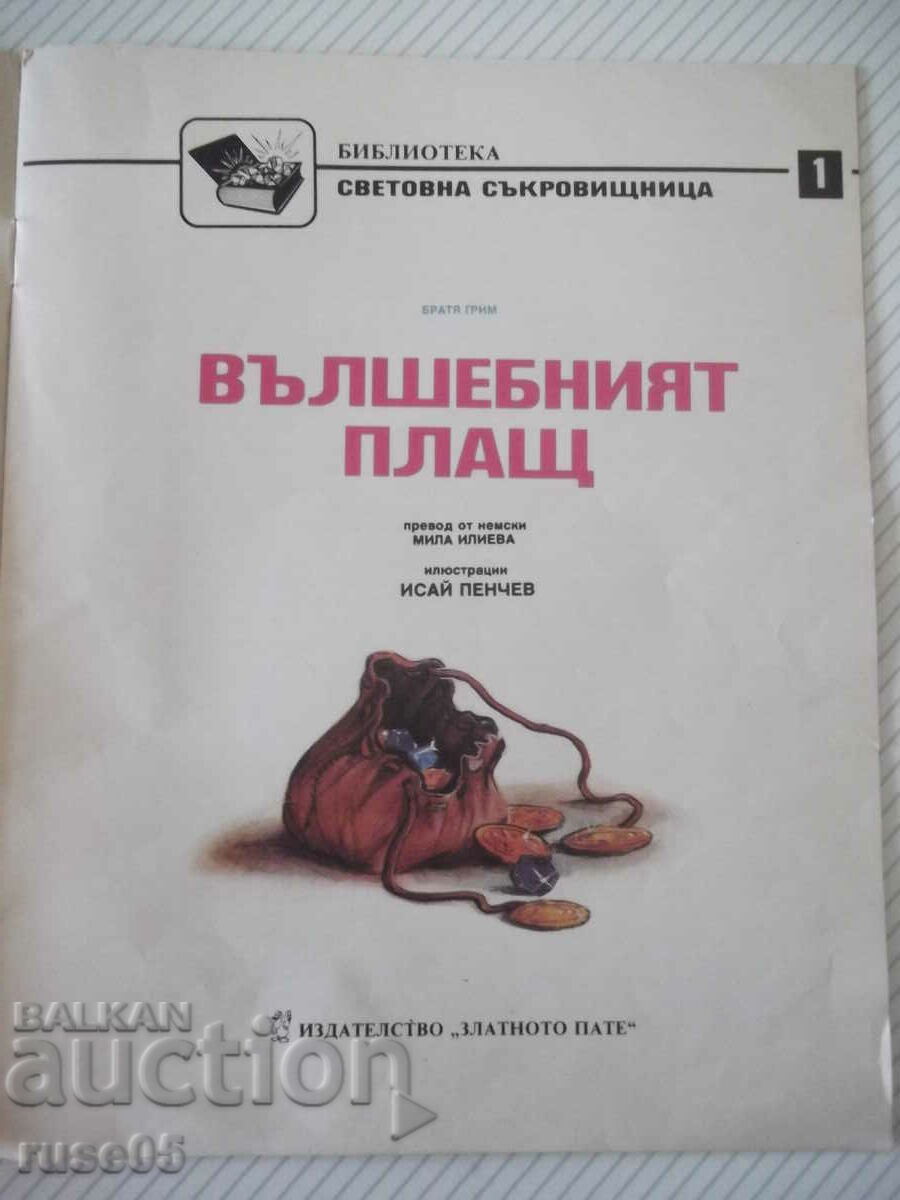 БИБЛИОТЕКА
СВЕТОВНА СЪКРОВИЩНИЦА
1
БРАТЯ ГРИМ
ВЪЛШЕБНИЯТ
ПЛАЩ
превод от немски
МИЛА ИЛИЕВА
илюстрации
ИСАЙ ПЕНЧЕВ
ИЗДАТЕЛСТВО „ЗЛАТНОТО ПАТЕ“
BALKAN
auction
ruse05